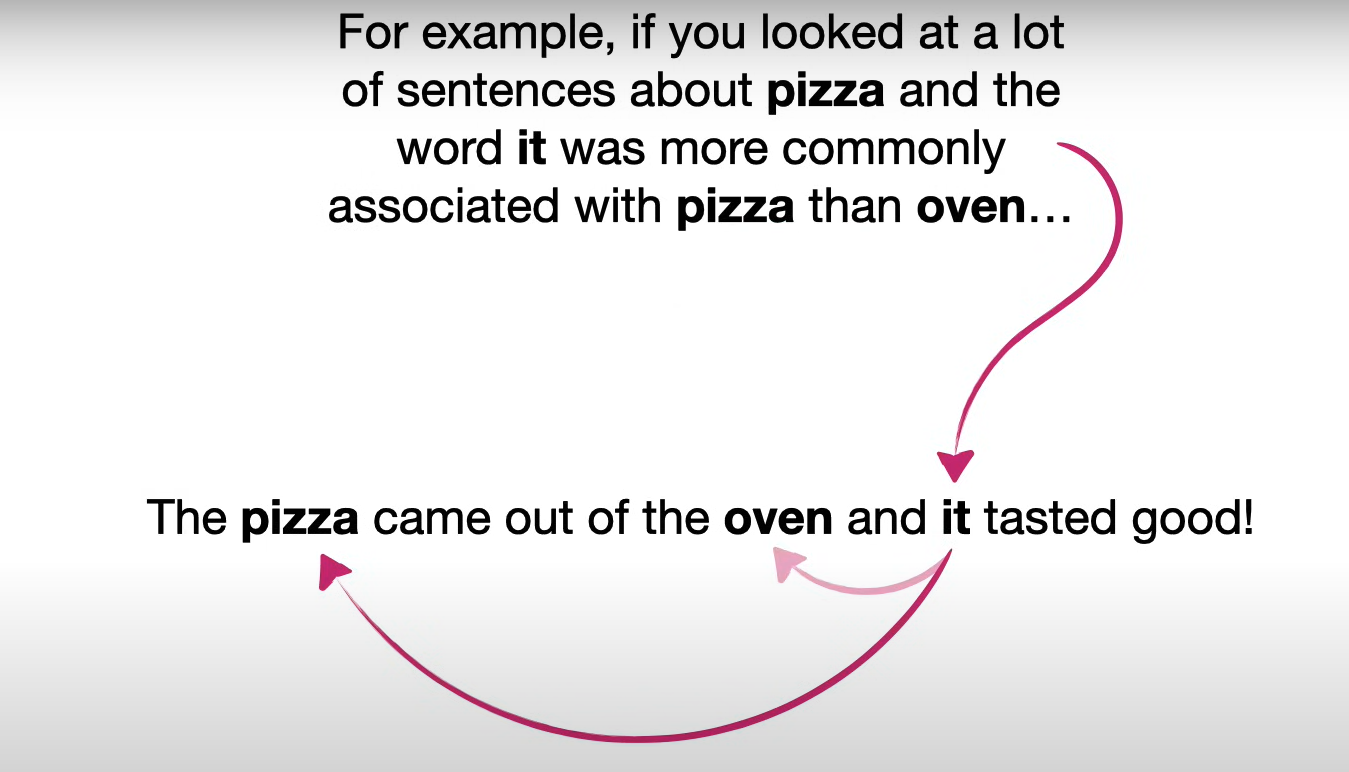 For example, if you looked at a lot
of sentences about pizza and the
word it was more commonly
associated with pizza than oven...
The pizza came out of the oven and it tasted good!